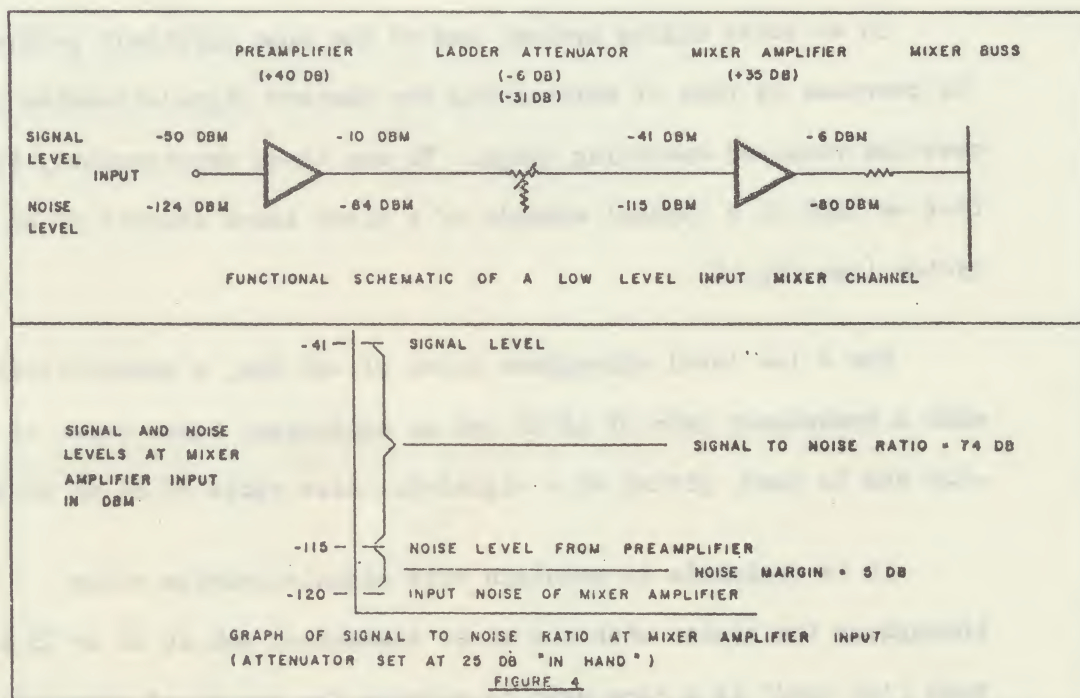 PREAMPLIFIER LADDER ATTENUATOR MIXER AMPLIFIER MIXER BUSS
(+40 DB) (-6 DB) (+35 DB)
(-31 DB)
SIGNAL LEVEL -50 DBM -10 DBM -41 DBM -6 DBM
INPUT
NOISE LEVEL -124 DBM -84 DBM -115 DBM -80 DBM
FUNCTIONAL SCHEMATIC OF A LOW LEVEL INPUT MIXER CHANNEL
-41 SIGNAL LEVEL
SIGNAL AND NOISE
LEVELS AT MIXER
AMPLIFIER INPUT
IN DBM
SIGNAL TO NOISE RATIO = 74 DB
-115 NOISE LEVEL FROM PREAMPLIFIER
NOISE MARGIN = 5 DB
-120 INPUT NOISE OF MIXER AMPLIFIER
GRAPH OF SIGNAL TO NOISE RATIO AT MIXER AMPLIFIER INPUT
(ATTENUATOR SET AT 25 DB "IN HAND")
FIGURE 4